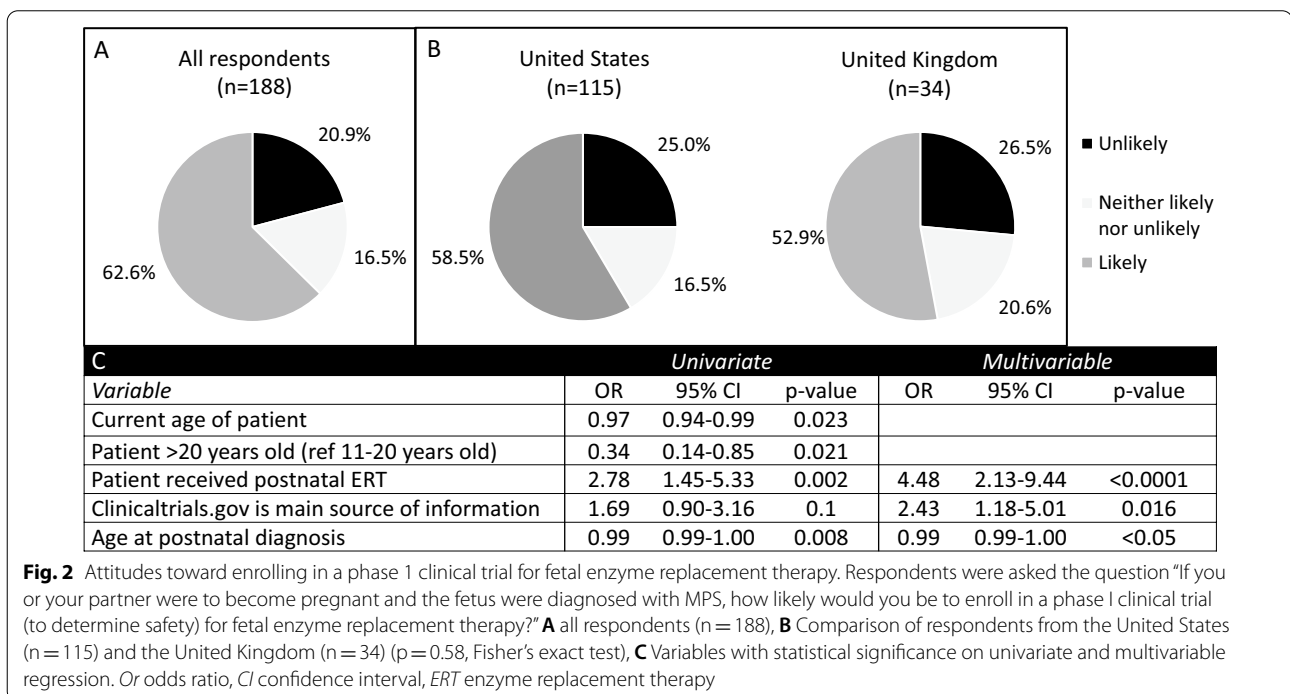 A
All respondents
(n=188)
20.9%
16.5%
62.6%
B
United States
(n=115)
25.0%
16.5%
58.5%
United Kingdom
(n=34)
26.5%
20.6%
52.9%
Unlikely
Neither likely
nor unlikely
Likely
C Univariate Multivariable
Variable OR 95% CI p-value OR 95% CI p-value
Current age of patient 0.97 0.94-0.99 0.023
Patient >20 years old (ref 11-20 years old) 0.34 0.14-0.85 0.021
Patient received postnatal ERT 2.78 1.45-5.33 0.002 4.48 2.13-9.44 <0.0001
Clinicaltrials.gov is main source of information 1.69 0.90-3.16 0.1 2.43 1.18-5.01 0.016
Age at postnatal diagnosis 0.99 0.99-1.00 0.008 0.99 0.99-1.00 <0.05
Fig. 2 Attitudes toward enrolling in a phase 1 clinical trial for fetal enzyme replacement therapy. Respondents were asked the question “If you
or your partner were to become pregnant and the fetus were diagnosed with MPS, how likely would you be to enroll in a phase I clinical trial
(to determine safety) for fetal enzyme replacement therapy?” A all respondents (n = 188), B Comparison of respondents from the United States
(n = 115) and the United Kingdom (n = 34) (p = 0.58, Fisher’s exact test), C Variables with statistical significance on univariate and multivariable
regression. Or odds ratio, CI confidence interval, ERT enzyme replacement therapy